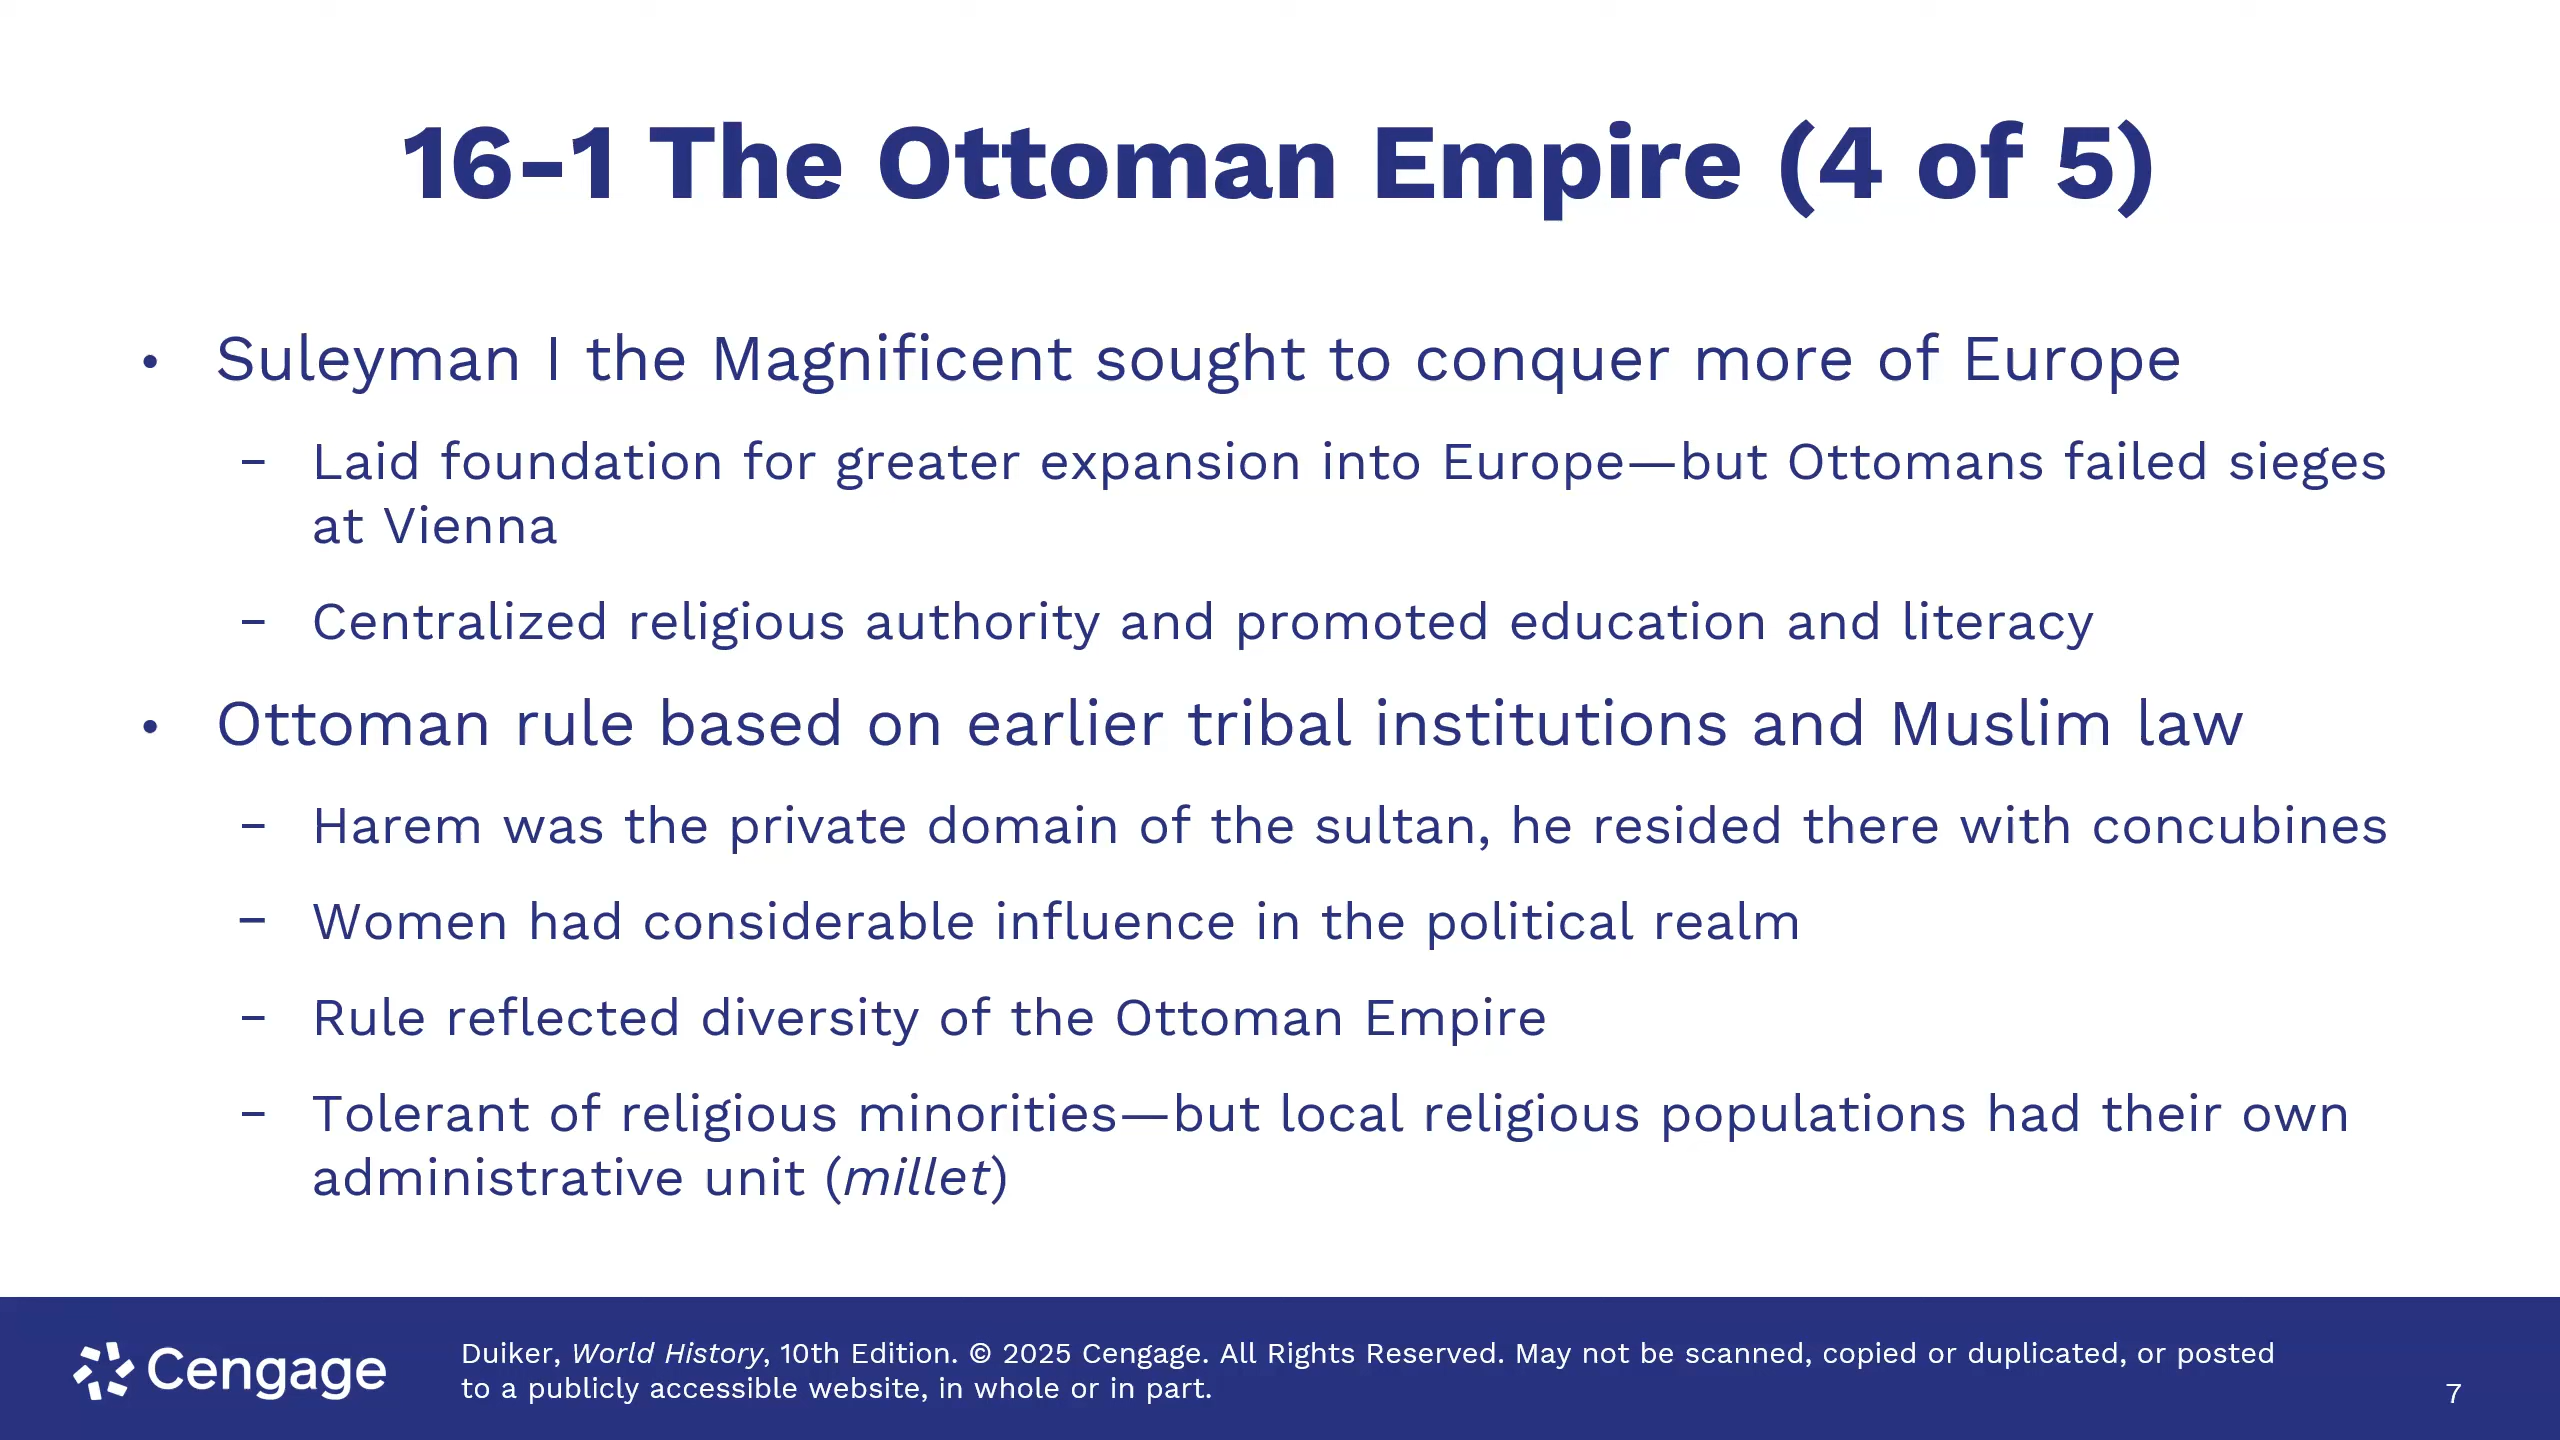 16-1 The Ottoman Empire (4 of 5)
• Suleyman I the Magnificent sought to conquer more of Europe
– Laid foundation for greater expansion into Europe—but Ottomans failed sieges
at Vienna
– Centralized religious authority and promoted education and literacy
• Ottoman rule based on earlier tribal institutions and Muslim law
– Harem was the private domain of the sultan, he resided there with concubines
– Women had considerable influence in the political realm
– Rule reflected diversity of the Ottoman Empire
– Tolerant of religious minorities—but local religious populations had their own
administrative unit (millet)
Cengage
Duiker, World History, 10th Edition. © 2025 Cengage. All Rights Reserved. May not be scanned, copied or duplicated, or posted
to a publicly accessible website, in whole or in part.
7